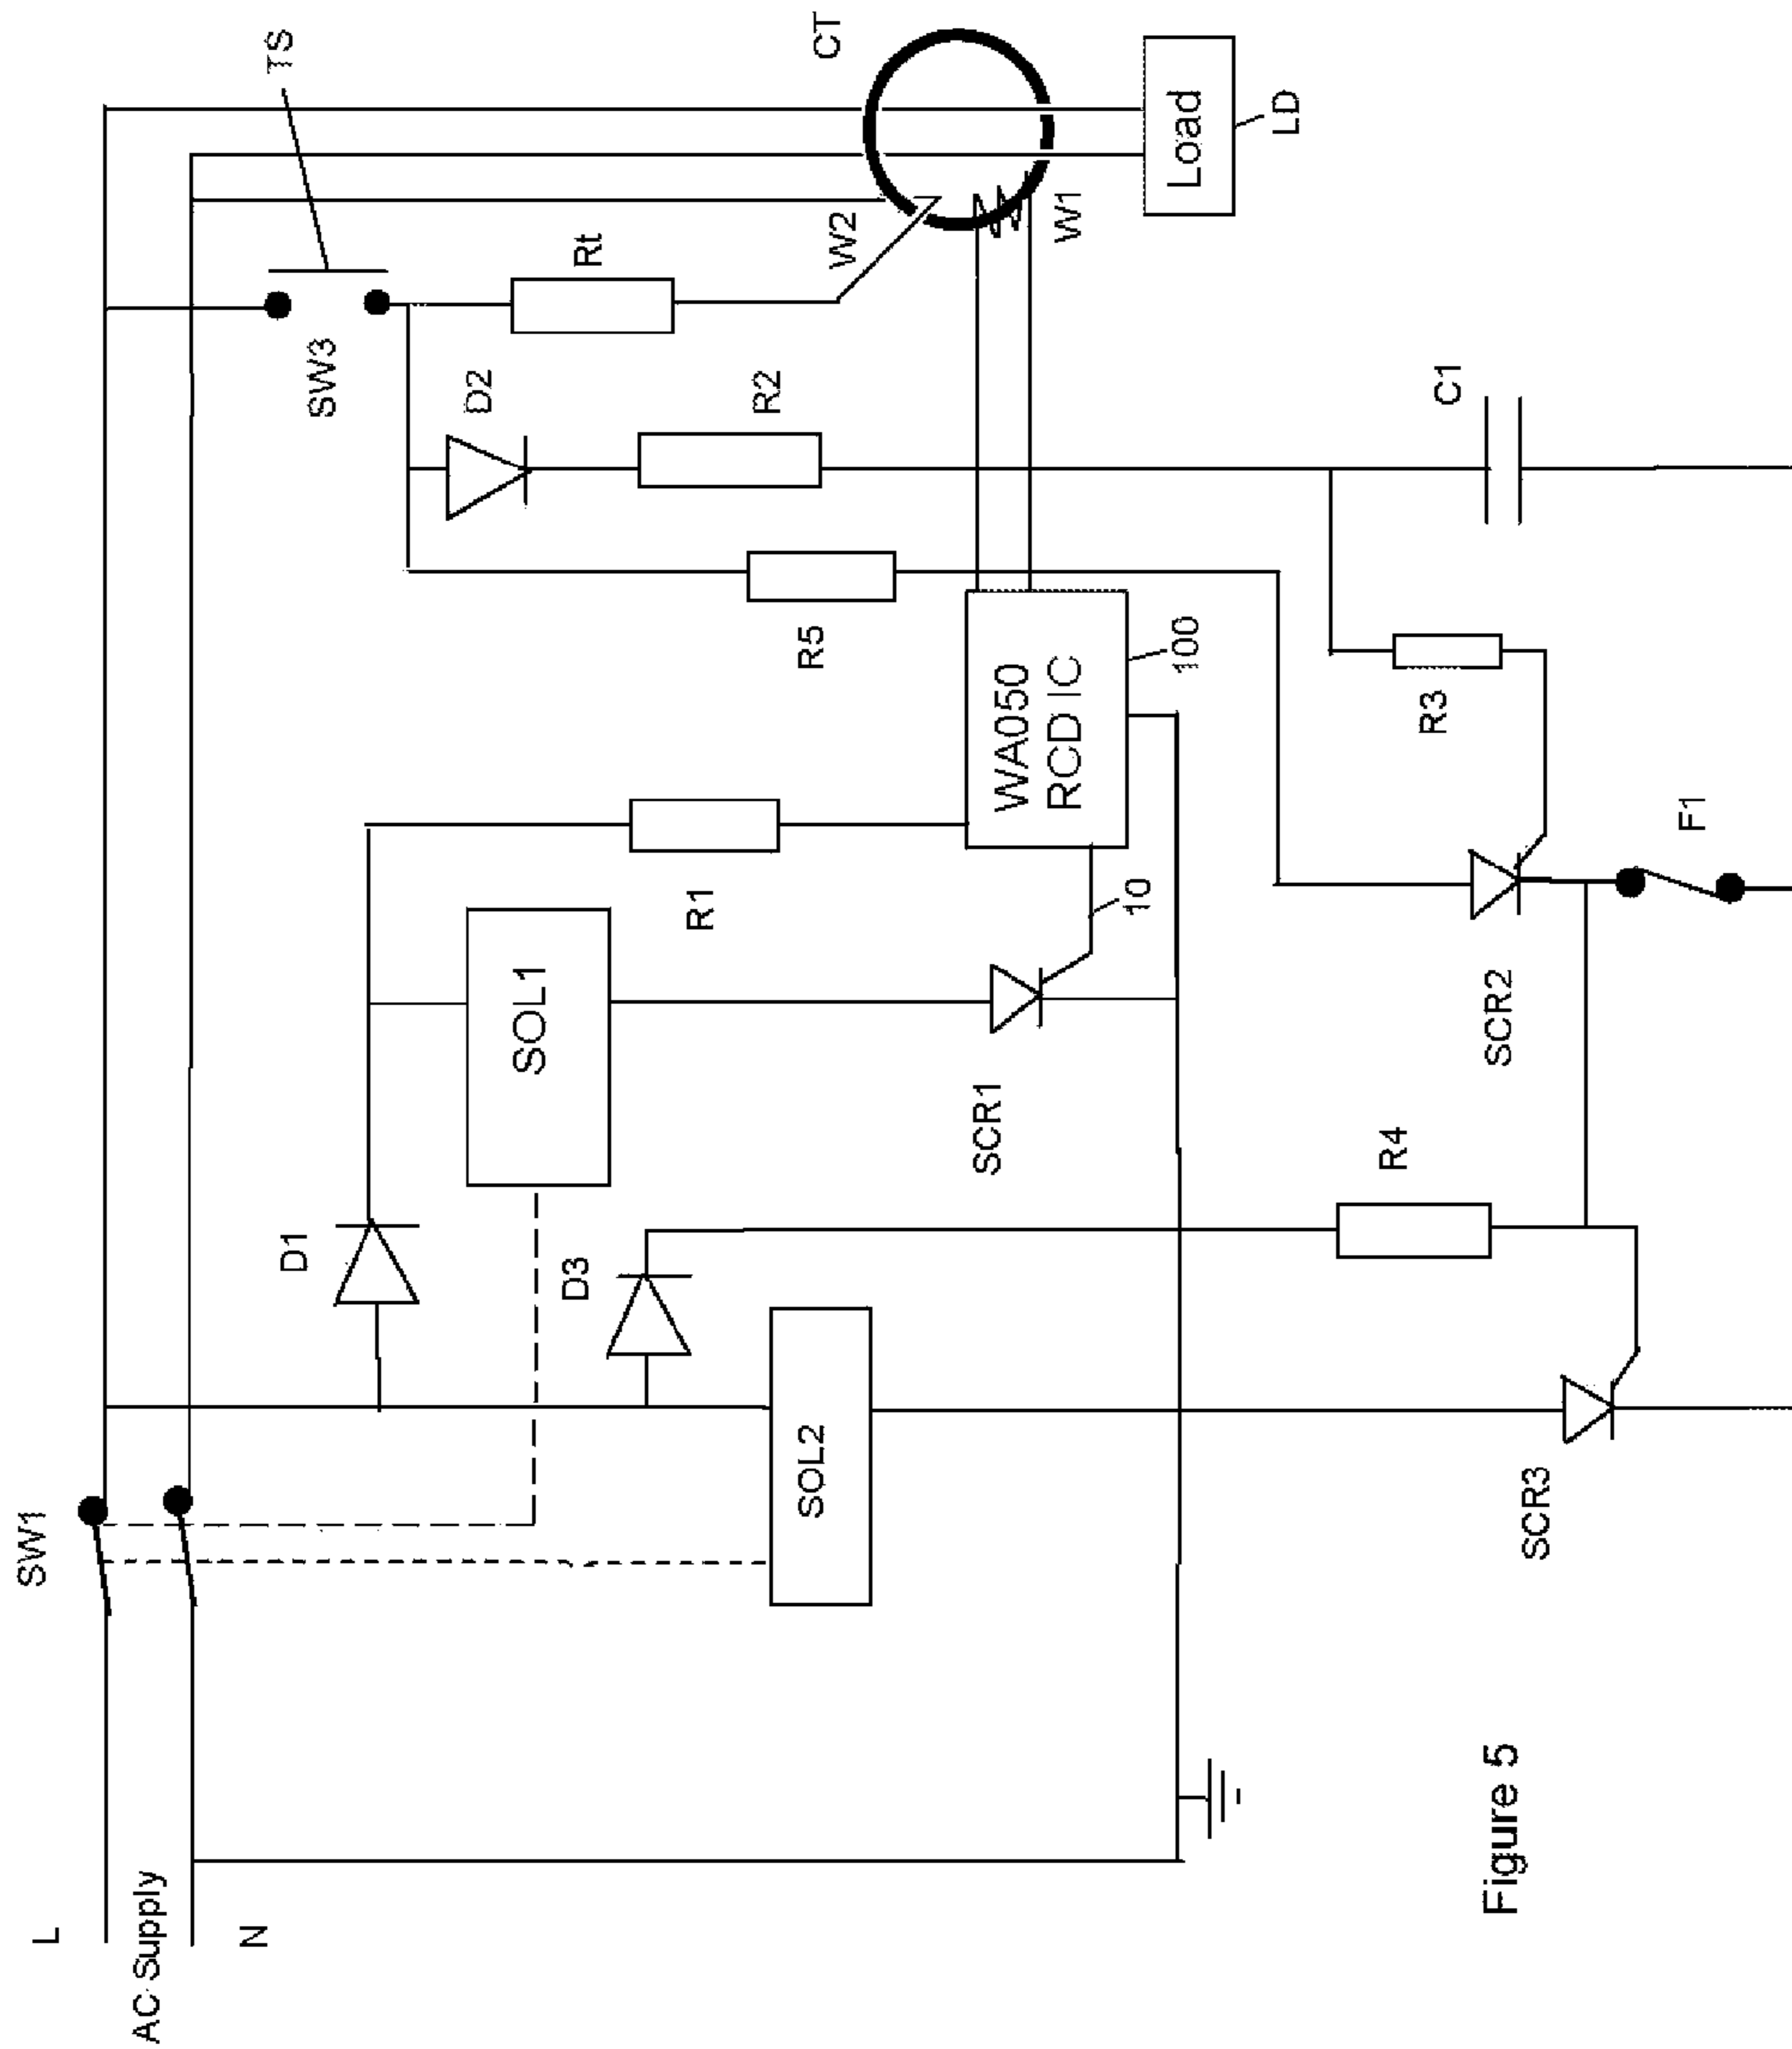 SW1
L
AC Supply
N
D1
SOL1
D3
SOL2
R1
SCR1
10
WA050
RCD IC
100
R5
D2
R2
SW3
TS
Rt
W2
CT
W1
Load
LD
C1
R3
F1
SCR2
R4
SCR3
Figure 5